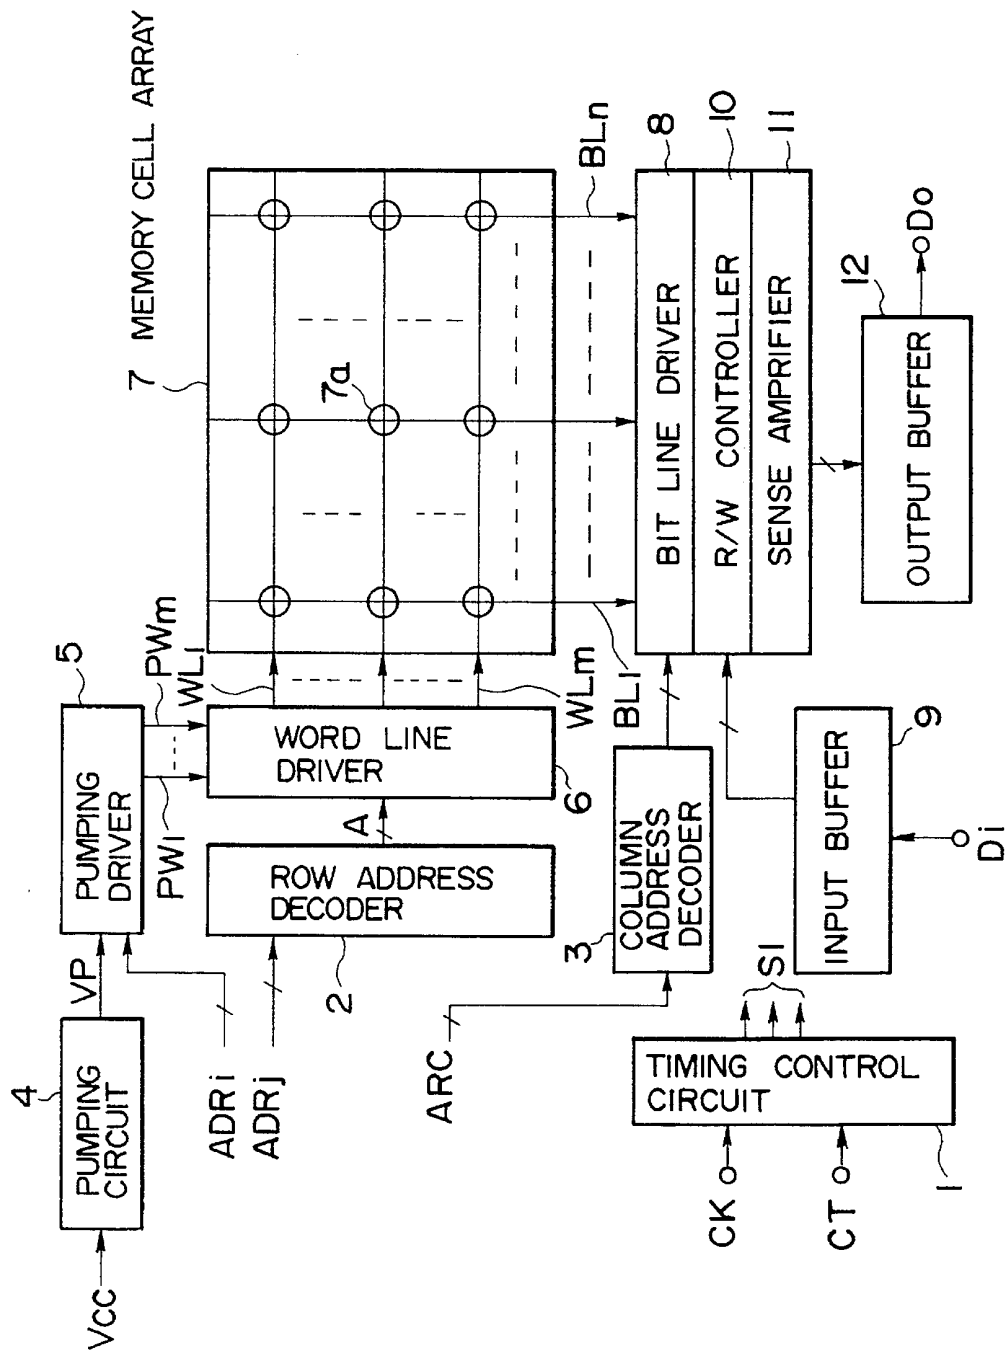 Vcc
4
PUMPING
CIRCUIT
VP
5
PUMPING
DRIVER
PW1
PWm
ADRi
ADRj
2
ROW ADDRESS
DECODER
A
6
WORD LINE
DRIVER
WL1
WLm
7 MEMORY CELL ARRAY
7a
BL1
BLn
ARC
3
COLUMN
ADDRESS
DECODER
BIT LINE DRIVER
8
R/W CONTROLLER
10
SENSE AMPRIFIER
11
CK
CT
TIMING CONTROL
CIRCUIT
1
S1
INPUT BUFFER
9
Di
OUTPUT BUFFER
12
Do